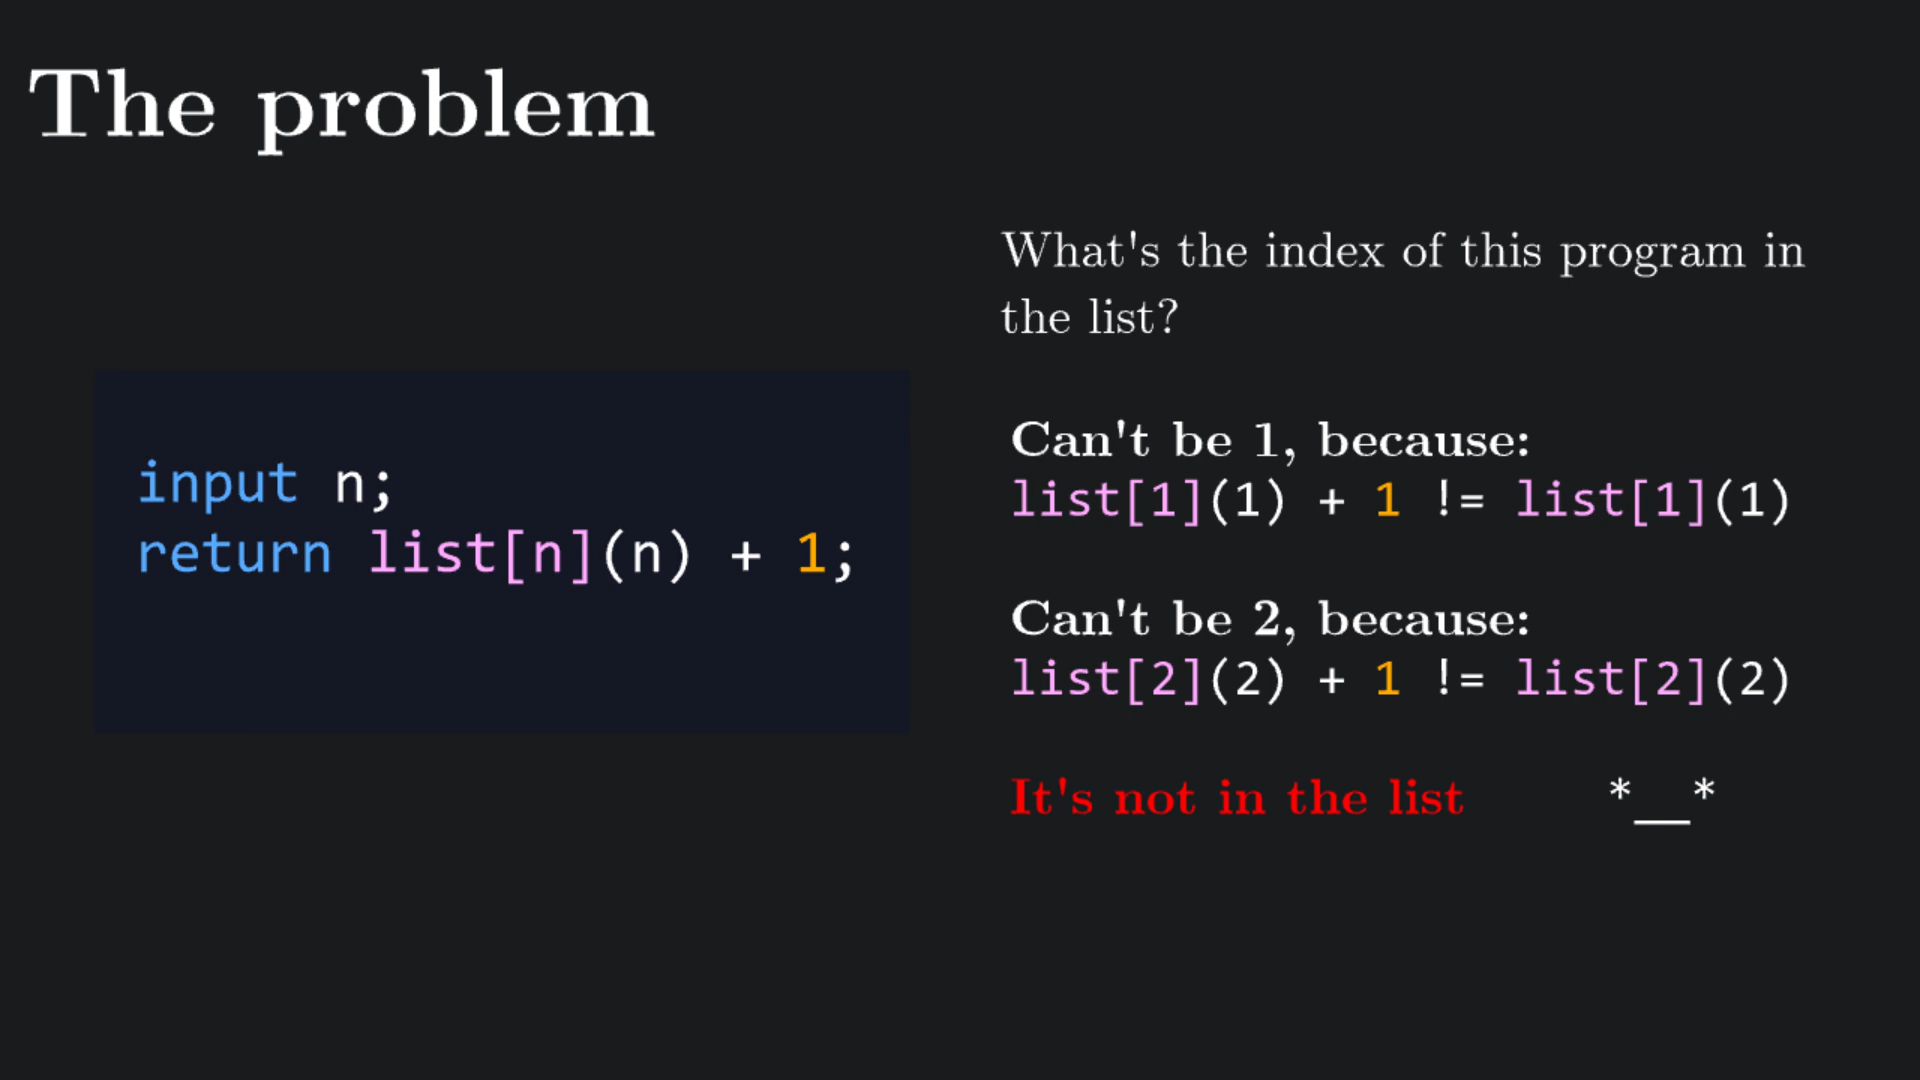 The problem
input n;
return list[n](n) + 1;
What's the index of this program in
the list?
Can't be 1, because:
list[1](1) + 1 != list[1](1)
Can't be 2, because:
list[2](2) + 1 != list[2](2)
It's not in the list *__*